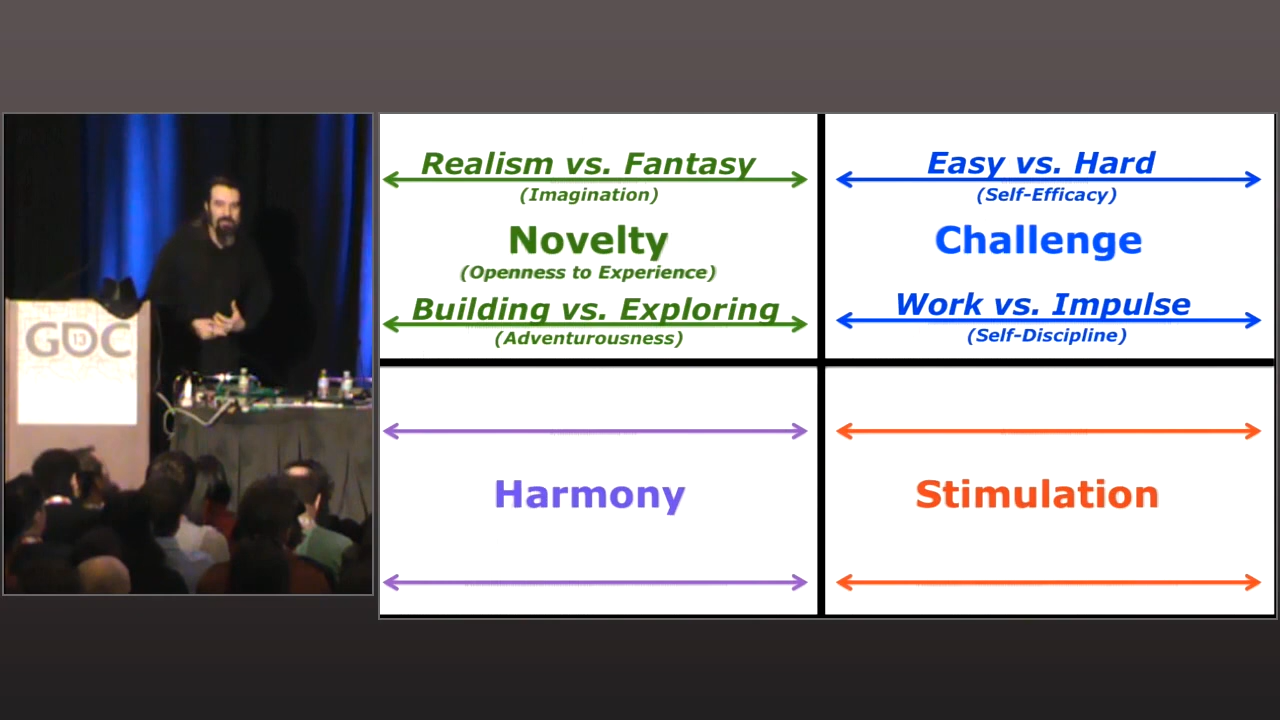 GDC
13
Realism vs. Fantasy
(Imagination)
Novelty
(Openness to Experience)
Building vs. Exploring
(Adventurousness)
Easy vs. Hard
(Self-Efficacy)
Challenge
Work vs. Impulse
(Self-Discipline)
Harmony
Stimulation